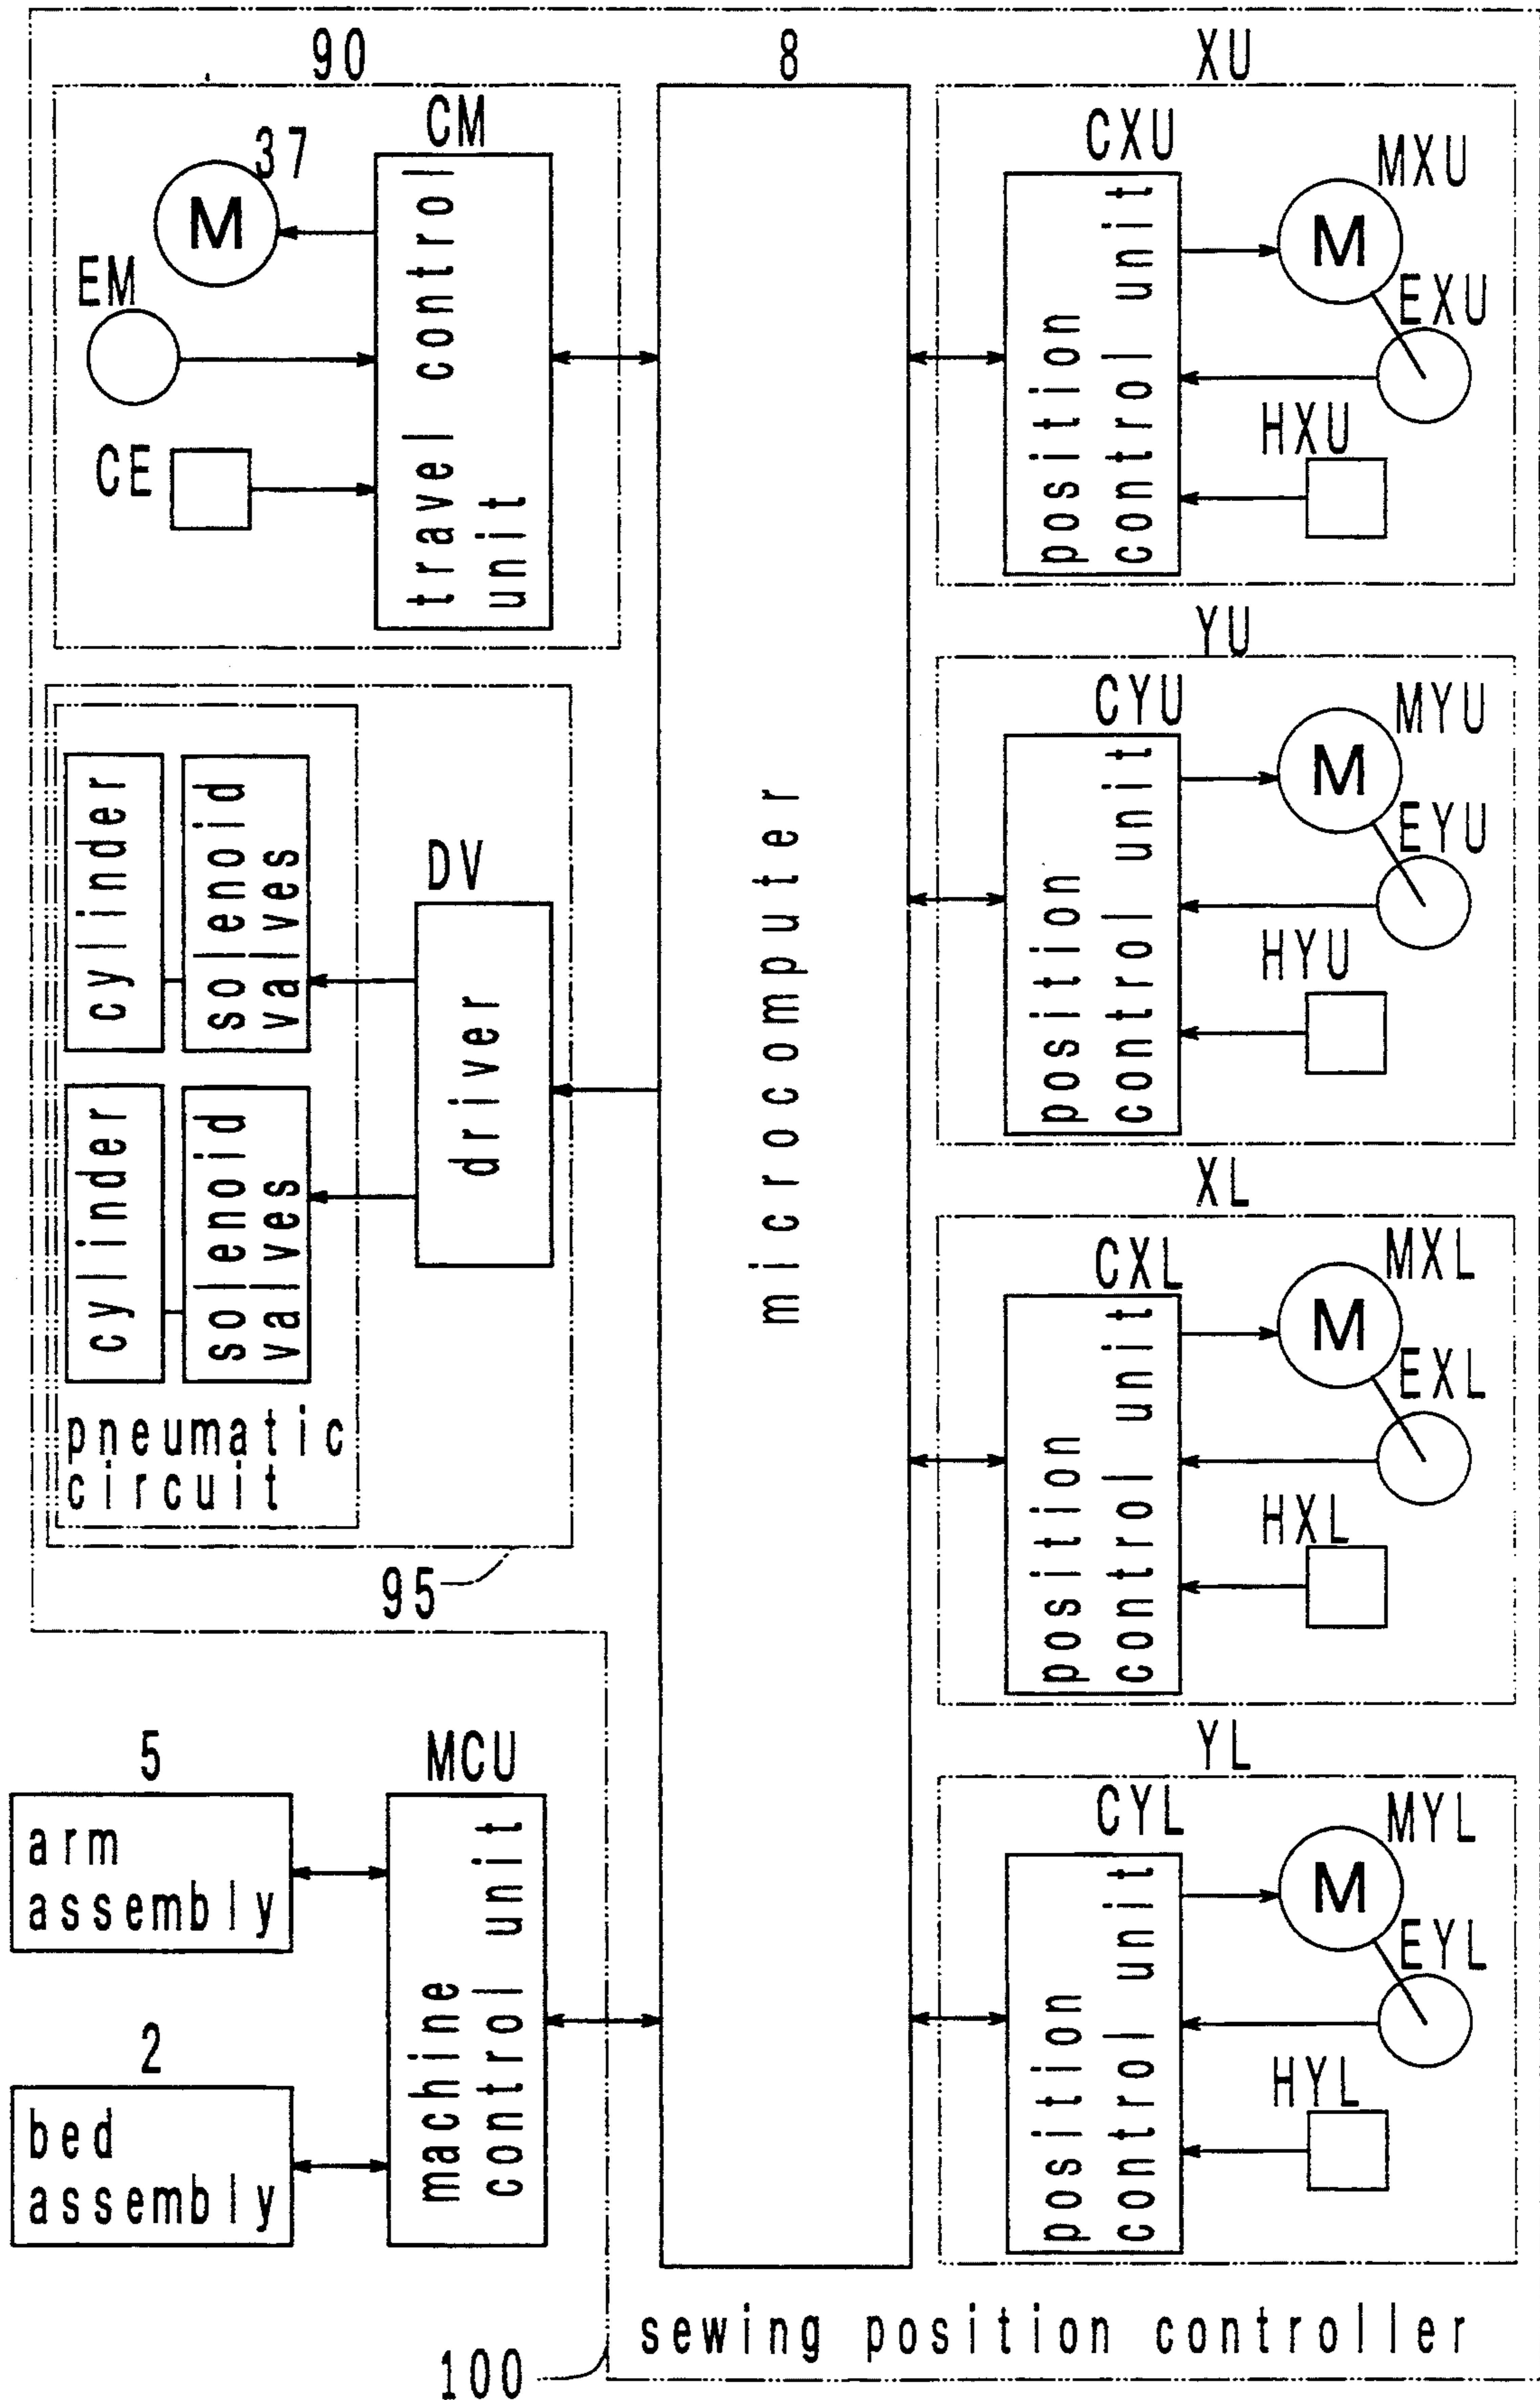 90
37
CM
EM
CE
travel control
unit
8
microcomputer
XU
CXU
MXU
EXU
HXU
position
control unit
YU
CYU
MYU
EYU
HYU
position
control unit
XL
CXL
MXL
EXL
HXL
position
control unit
YL
CYL
MYL
EYL
HYL
position
control unit
M
M
M
M
M
cylinder
solenoid
valves
cylinder
solenoid
valves
DV
driver
pneumatic
circuit
95
5
arm
assembly
2
bed
assembly
MCU
machine
control unit
sewing position controller
100